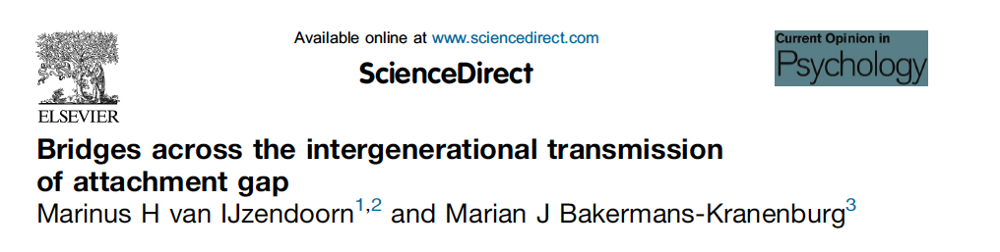 Available online at www.sciencedirect.com
ScienceDirect
Current Opinion in
Psychology
ELSEVIER
Bridges across the intergenerational transmission
of attachment gap
Marinus H van IJzendoorn1,2 and Marian J Bakermans-Kranenburg3